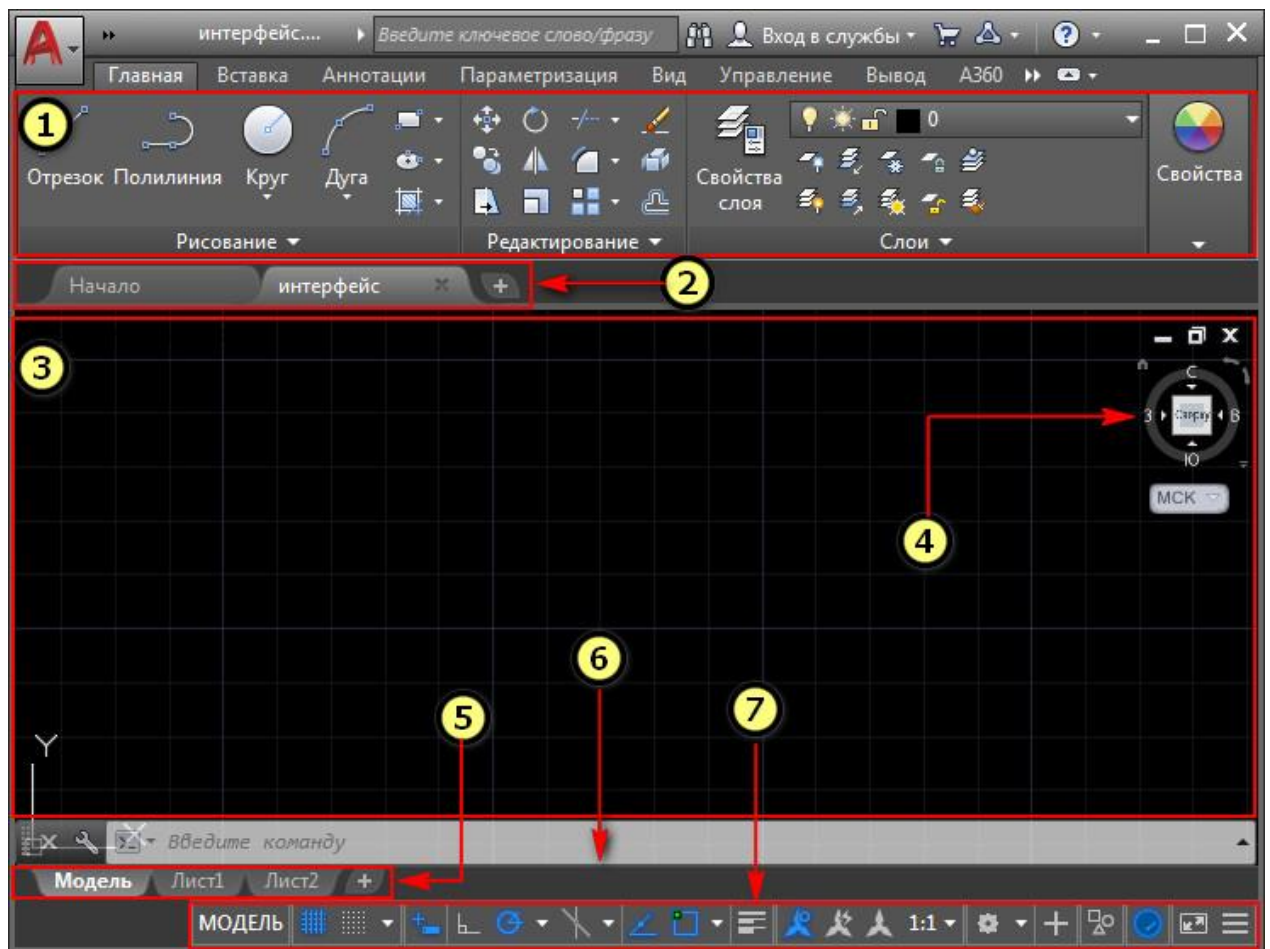 A интерфейс.... Введите ключевое слово/фразу Вход в службы ?
Главная Вставка Аннотации Параметризация Вид Управление Вывод A360
1
0
Отрезок Полилиния Круг Дуга Свойства слоя Свойства
Рисование Редактирование Слои
Начало интерфейс + 2
3
С
4 З Сверху В
Ю
МСК
6
5 7
Y
X
Введите команду
Модель Лист1 Лист2 +
МОДЕЛЬ 1:1